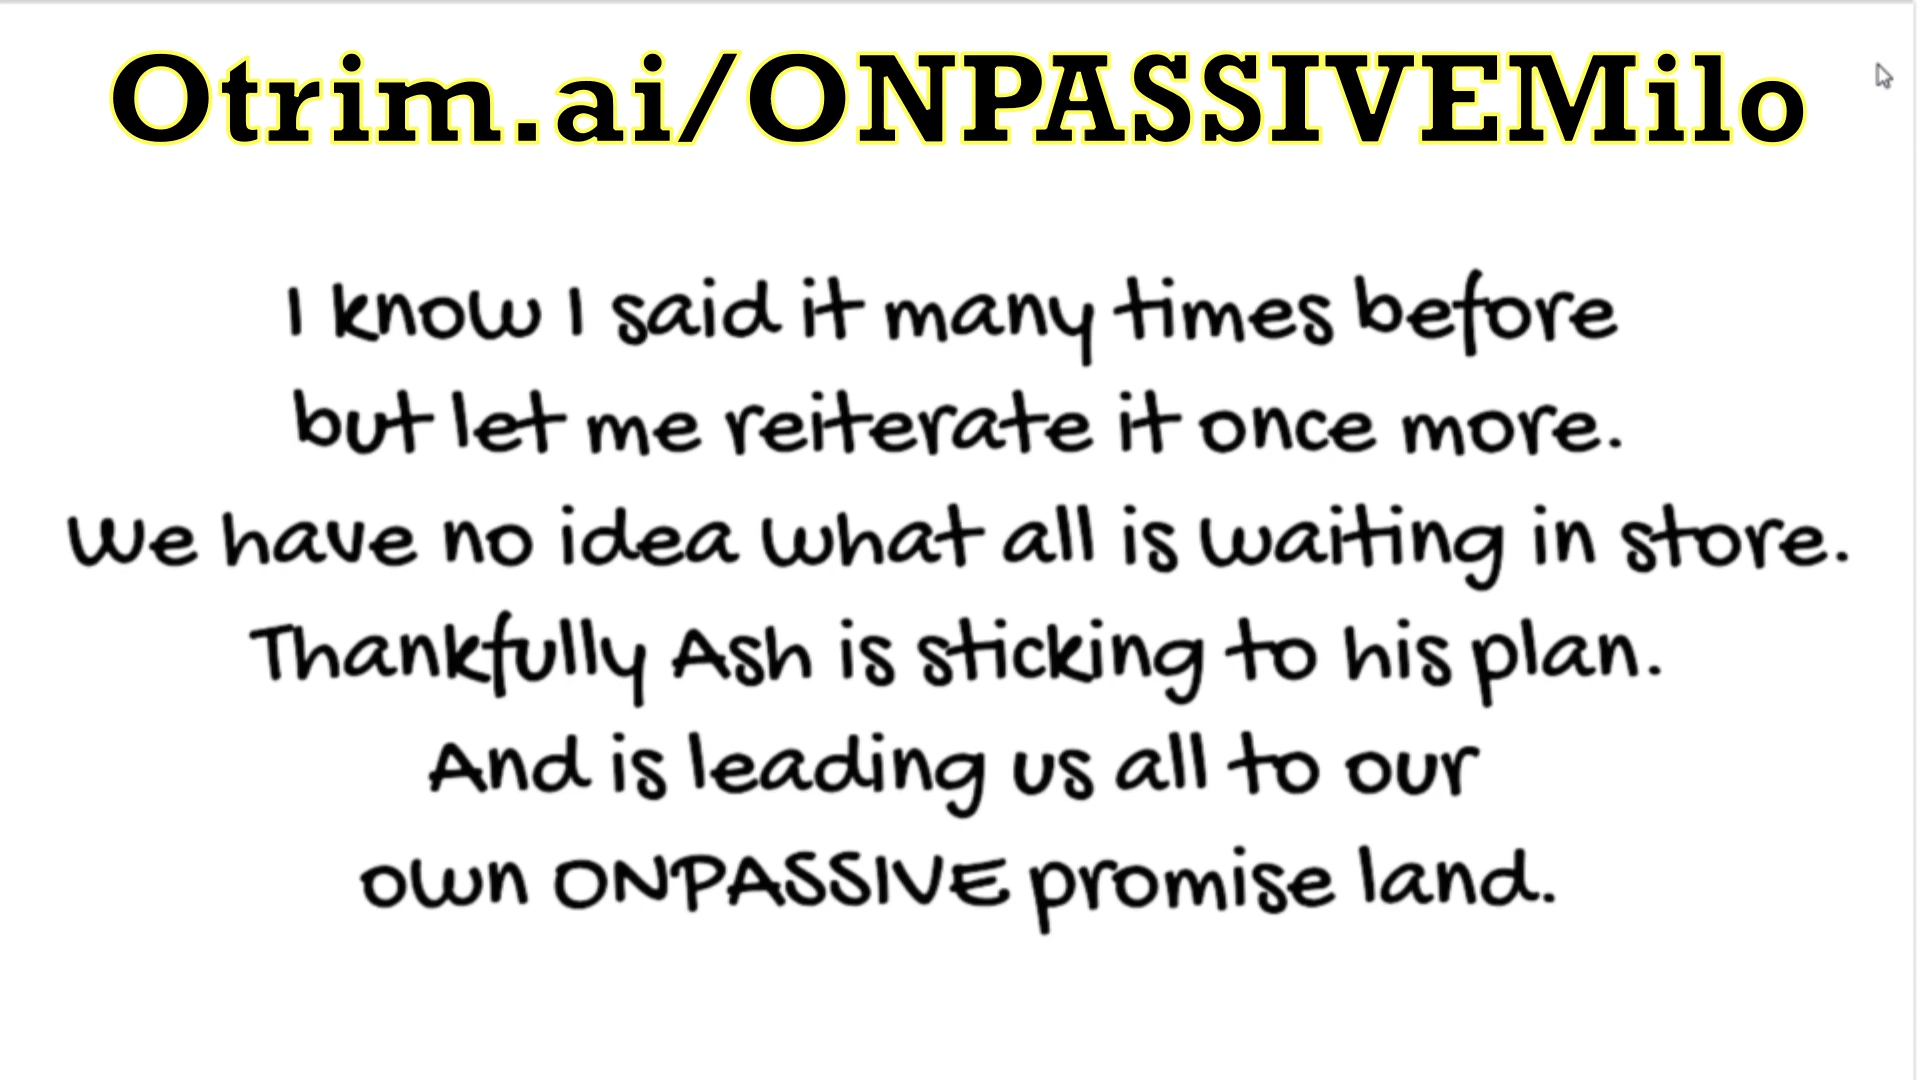 Otrim.ai/ONPASSIVEMilo
I know I said it many times before
but let me reiterate it once more.
We have no idea what all is waiting in store.
Thankfully Ash is sticking to his plan.
And is leading us all to our
own ONPASSIVE promise land.